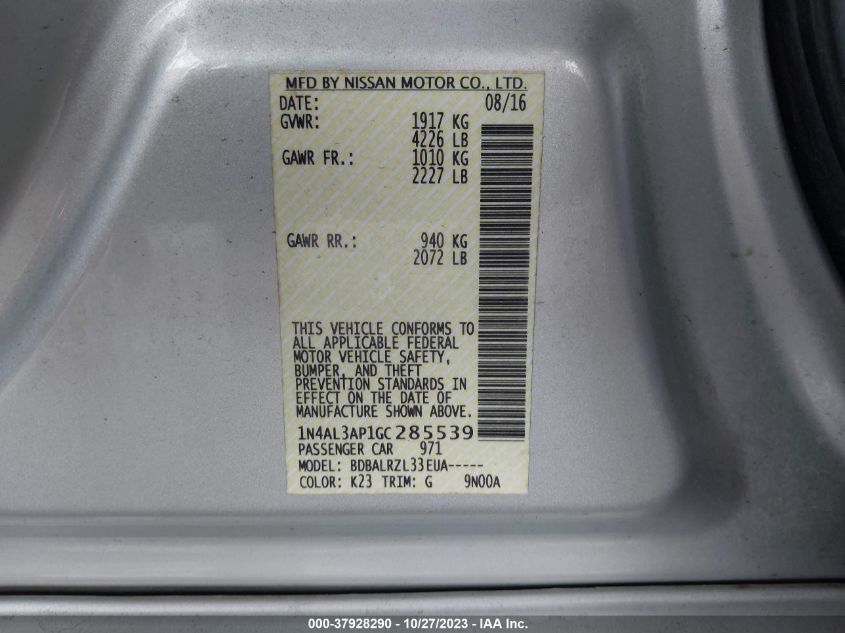 MFD BY NISSAN MOTOR CO., LTD.
DATE: 08/16
GVWR: 1917 KG
4226 LB
GAWR FR.: 1010 KG
2227 LB
GAWR RR.: 940 KG
2072 LB
THIS VEHICLE CONFORMS TO
ALL APPLICABLE FEDERAL
MOTOR VEHICLE SAFETY,
BUMPER, AND THEFT
PREVENTION STANDARDS IN
EFFECT ON THE DATE OF
MANUFACTURE SHOWN ABOVE.
1N4AL3AP1GC285539
PASSENGER CAR 971
MODEL: BDBALRZL33EUA-----
COLOR: K23 TRIM: G 9N00A
000-37928290 - 10/27/2023 - IAA Inc.